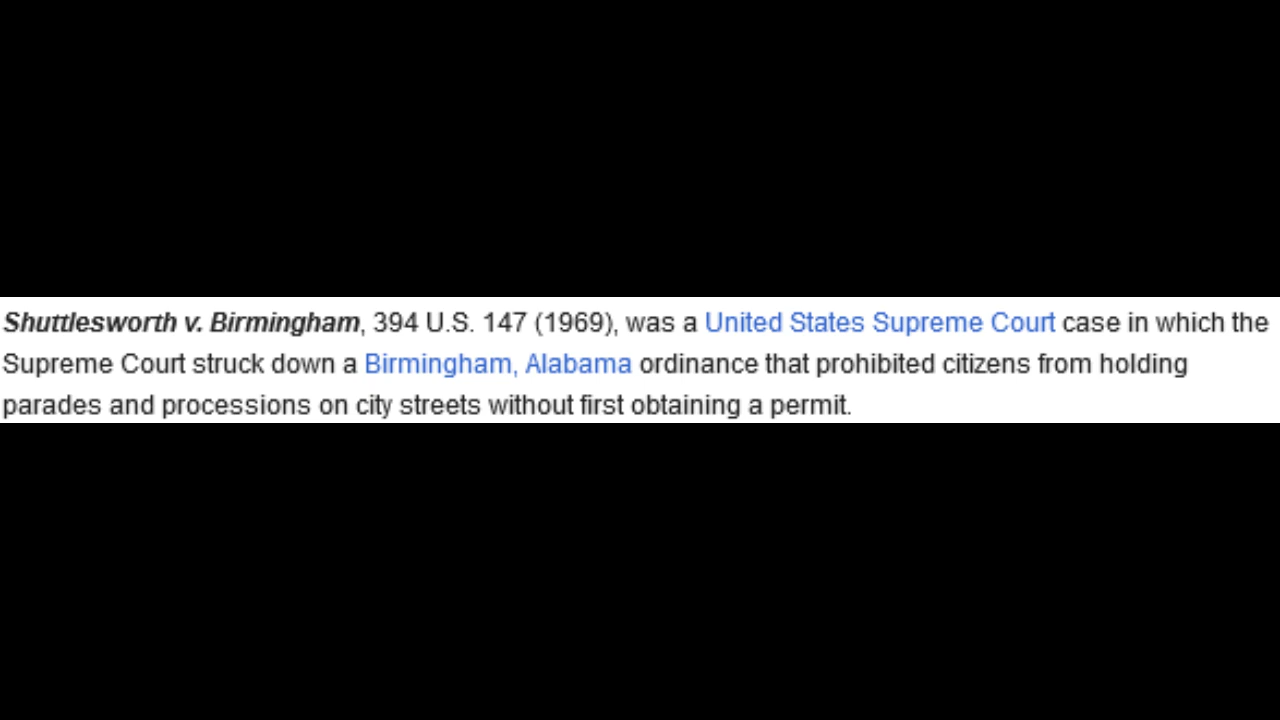 Shuttlesworth v. Birmingham, 394 U.S. 147 (1969), was a United States Supreme Court case in which the
Supreme Court struck down a Birmingham, Alabama ordinance that prohibited citizens from holding
parades and processions on city streets without first obtaining a permit.